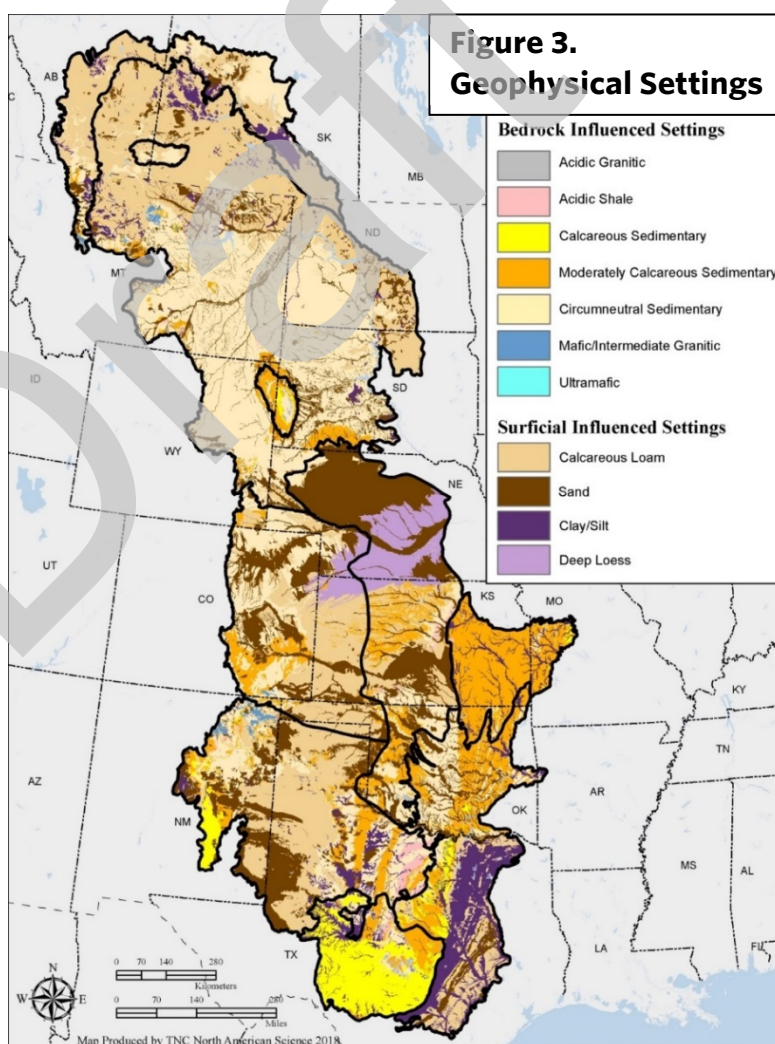 Figure 3.
Geophysical Settings
Bedrock Influenced Settings
Acidic Granitic
Acidic Shale
Calcareous Sedimentary
Moderately Calcareous Sedimentary
Circumneutral Sedimentary
Mafic/Intermediate Granitic
Ultramafic
Surficial Influenced Settings
Calcareous Loam
Sand
Clay/Silt
Deep Loess
AB
SK
MB
MT
ND
ID
SD
WY
NE
UT
CO
KS
MO
KY
TN
AZ
NM
OK
AR
MS
AL
TX
LA
FL
Draft
N
W
E
S
0 70 140 280
Kilometers
0 70 140 280
Miles
Map Produced by TNC North American Science 2018